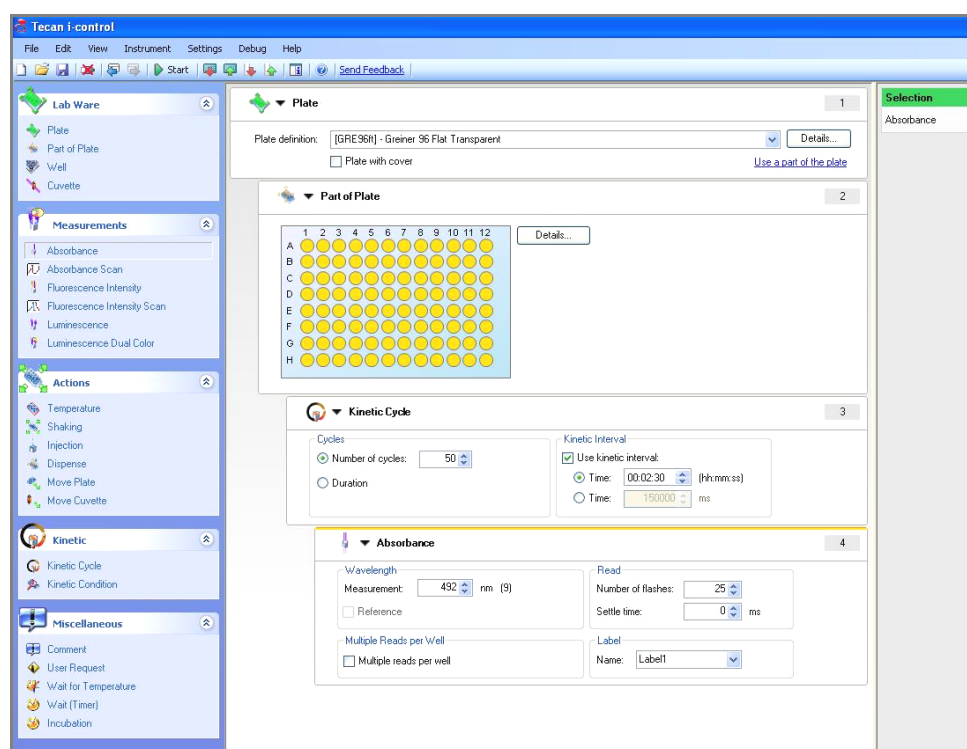 Tecan i-control
File Edit View Instrument Settings Debug Help
Start Send Feedback
Lab Ware
Plate
Part of Plate
Well
Cuvette
Measurements
Absorbance
Absorbance Scan
Fluorescence Intensity
Fluorescence Intensity Scan
Luminescence
Luminescence Dual Color
Actions
Temperature
Shaking
Injection
Dispense
Move Plate
Move Cuvette
Kinetic
Kinetic Cycle
Kinetic Condition
Miscellaneous
Comment
User Request
Wait for Temperature
Wait (Timer)
Incubation
Plate 1
Plate definition: [GRE96ft] - Greiner 96 Flat Transparent Details...
Plate with cover Use a part of the plate
Part of Plate 2
1 2 3 4 5 6 7 8 9 10 11 12 Details...
A
B
C
D
E
F
G
H
Kinetic Cycle 3
Cycles
Number of cycles: 50
Duration
Kinetic Interval
Use kinetic interval:
Time: 00:02:30 (hh:mm:ss)
Time: 150000 ms
Absorbance 4
Wavelength
Measurement: 492 nm (9)
Reference
Read
Number of flashes: 25
Settle time: 0 ms
Multiple Reads per Well
Multiple reads per well
Label
Name: Label1
Selection
Absorbance